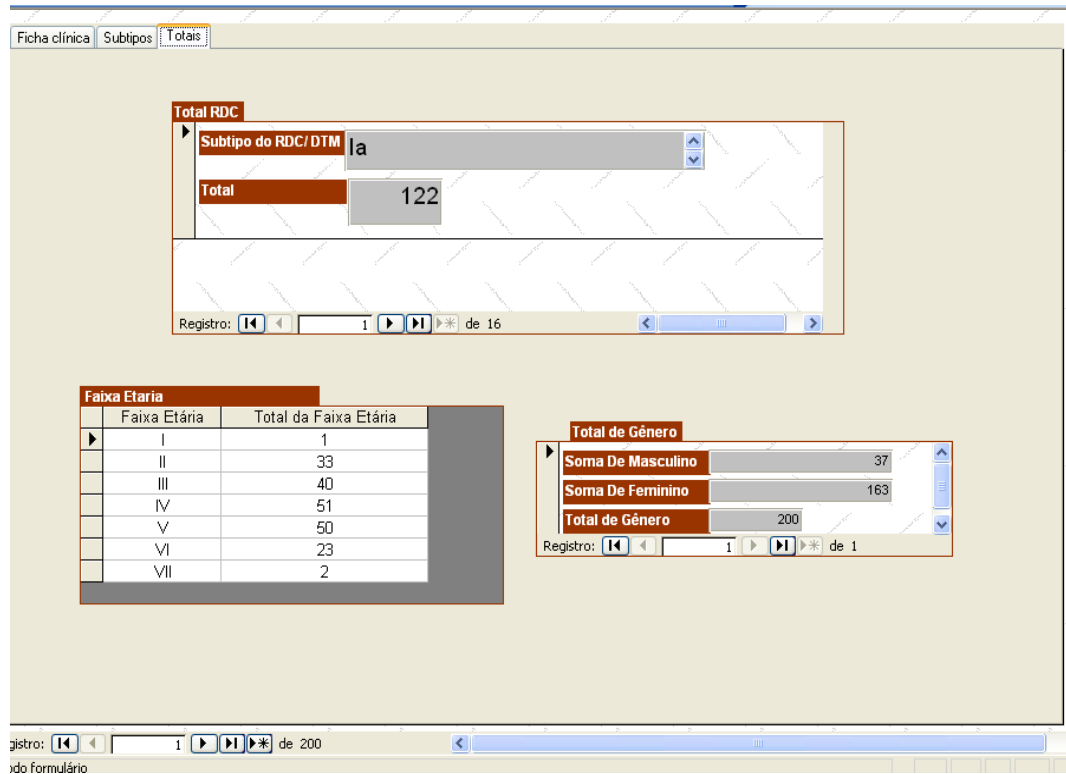 Ficha clínica Subtipos Totais
Total RDC
Subtipo do RDC/ DTM Ia
Total 122
Registro: 1 de 16
Faixa Etaria
Faixa Etária Total da Faixa Etária
I 1
II 33
III 40
IV 51
V 50
VI 23
VII 2
Total de Gênero
Soma De Masculino 37
Soma De Feminino 163
Total de Gênero 200
Registro: 1 de 1
gistro: 1 de 200
odo formulário